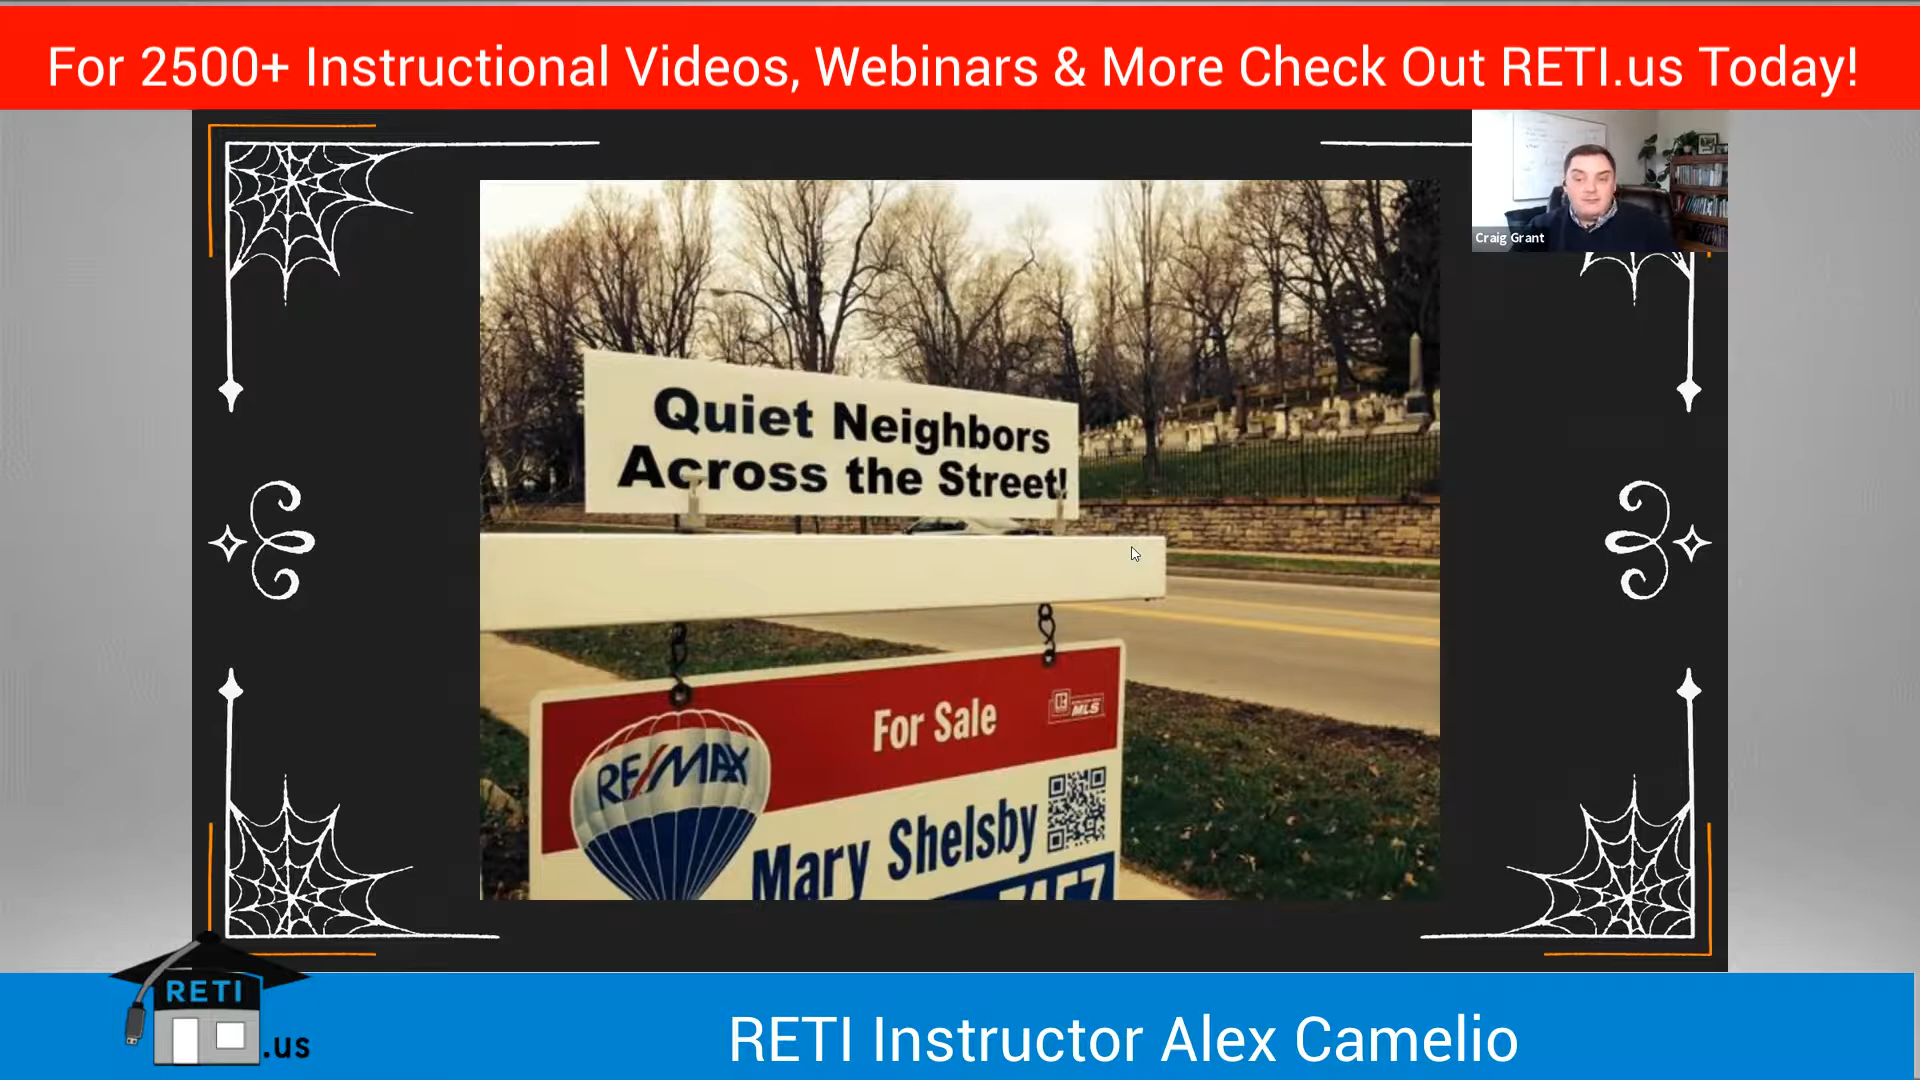 For 2500+ Instructional Videos, Webinars & More Check Out RETI.us Today!
Craig Grant
Quiet Neighbors
Across the Street!
For Sale
MLS
RE/MAX
Mary Shelsby
RETI
.us
RETI Instructor Alex Camelio